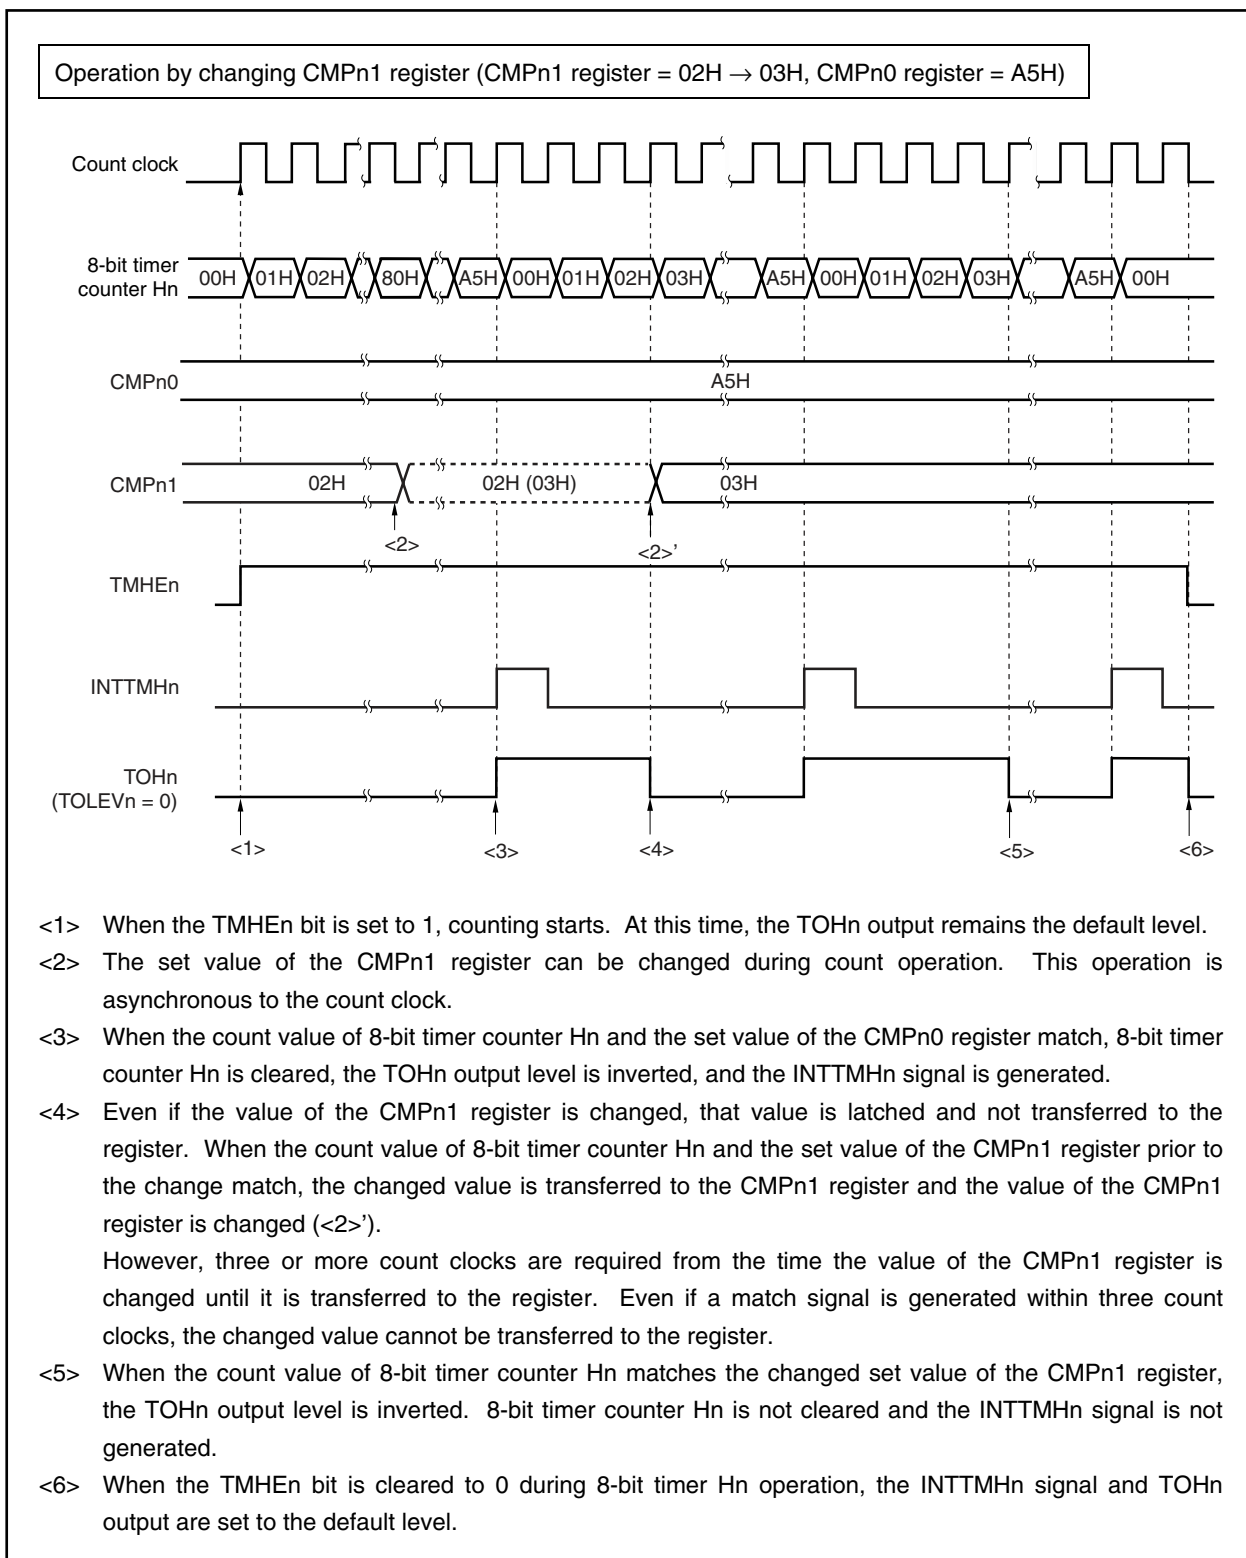 Operation by changing CMPn1 register (CMPn1 register = 02H → 03H, CMPn0 register = A5H)
Count clock
8-bit timer
counter Hn
00H 01H 02H 80H A5H 00H 01H 02H 03H A5H 00H 01H 02H 03H A5H 00H
CMPn0
A5H
CMPn1
02H 02H (03H) 03H
<2> <2>’
TMHEn
INTTMHn
TOHn
(TOLEVn = 0)
<1> <3> <4> <5> <6>
<1> When the TMHEn bit is set to 1, counting starts. At this time, the TOHn output remains the default level.
<2> The set value of the CMPn1 register can be changed during count operation. This operation is
asynchronous to the count clock.
<3> When the count value of 8-bit timer counter Hn and the set value of the CMPn0 register match, 8-bit timer
counter Hn is cleared, the TOHn output level is inverted, and the INTTMHn signal is generated.
<4> Even if the value of the CMPn1 register is changed, that value is latched and not transferred to the
register. When the count value of 8-bit timer counter Hn and the set value of the CMPn1 register prior to
the change match, the changed value is transferred to the CMPn1 register and the value of the CMPn1
register is changed (<2>’).
However, three or more count clocks are required from the time the value of the CMPn1 register is
changed until it is transferred to the register. Even if a match signal is generated within three count
clocks, the changed value cannot be transferred to the register.
<5> When the count value of 8-bit timer counter Hn matches the changed set value of the CMPn1 register,
the TOHn output level is inverted. 8-bit timer counter Hn is not cleared and the INTTMHn signal is not
generated.
<6> When the TMHEn bit is cleared to 0 during 8-bit timer Hn operation, the INTTMHn signal and TOHn
output are set to the default level.